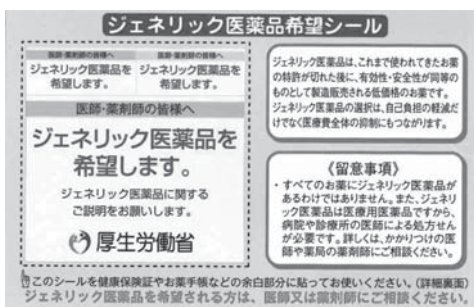 ジェネリック医薬品希望シール
医師・薬剤師の皆様へ
ジェネリック医薬品を
希望します。
医師・薬剤師の皆様へ
ジェネリック医薬品を
希望します。
医師・薬剤師の皆様へ
ジェネリック医薬品を
希望します。
ジェネリック医薬品に関する
ご説明をお願いします。
厚生労働省
ジェネリック医薬品は、これまで使われてきたお薬
の特許が切れた後に、有効性・安全性が同等の
ものとして製造販売される低価格のお薬です。
ジェネリック医薬品の選択は、自己負担の軽減だ
けでなく医療費全体の抑制にもつながります。
《留意事項》
・すべてのお薬にジェネリック医薬品が
あるわけではありません。また、ジェネリ
ック医薬品は医療用医薬品ですから、
病院や診療所の医師による処方せん
が必要です。詳しくは、かかりつけの医
師や薬局の薬剤師にご相談ください。
このシールを健康保険証やお薬手帳などの余白部分に貼ってお使いください。(詳細裏面)
ジェネリック医薬品を希望される方は、医師又は薬剤師にご相談ください